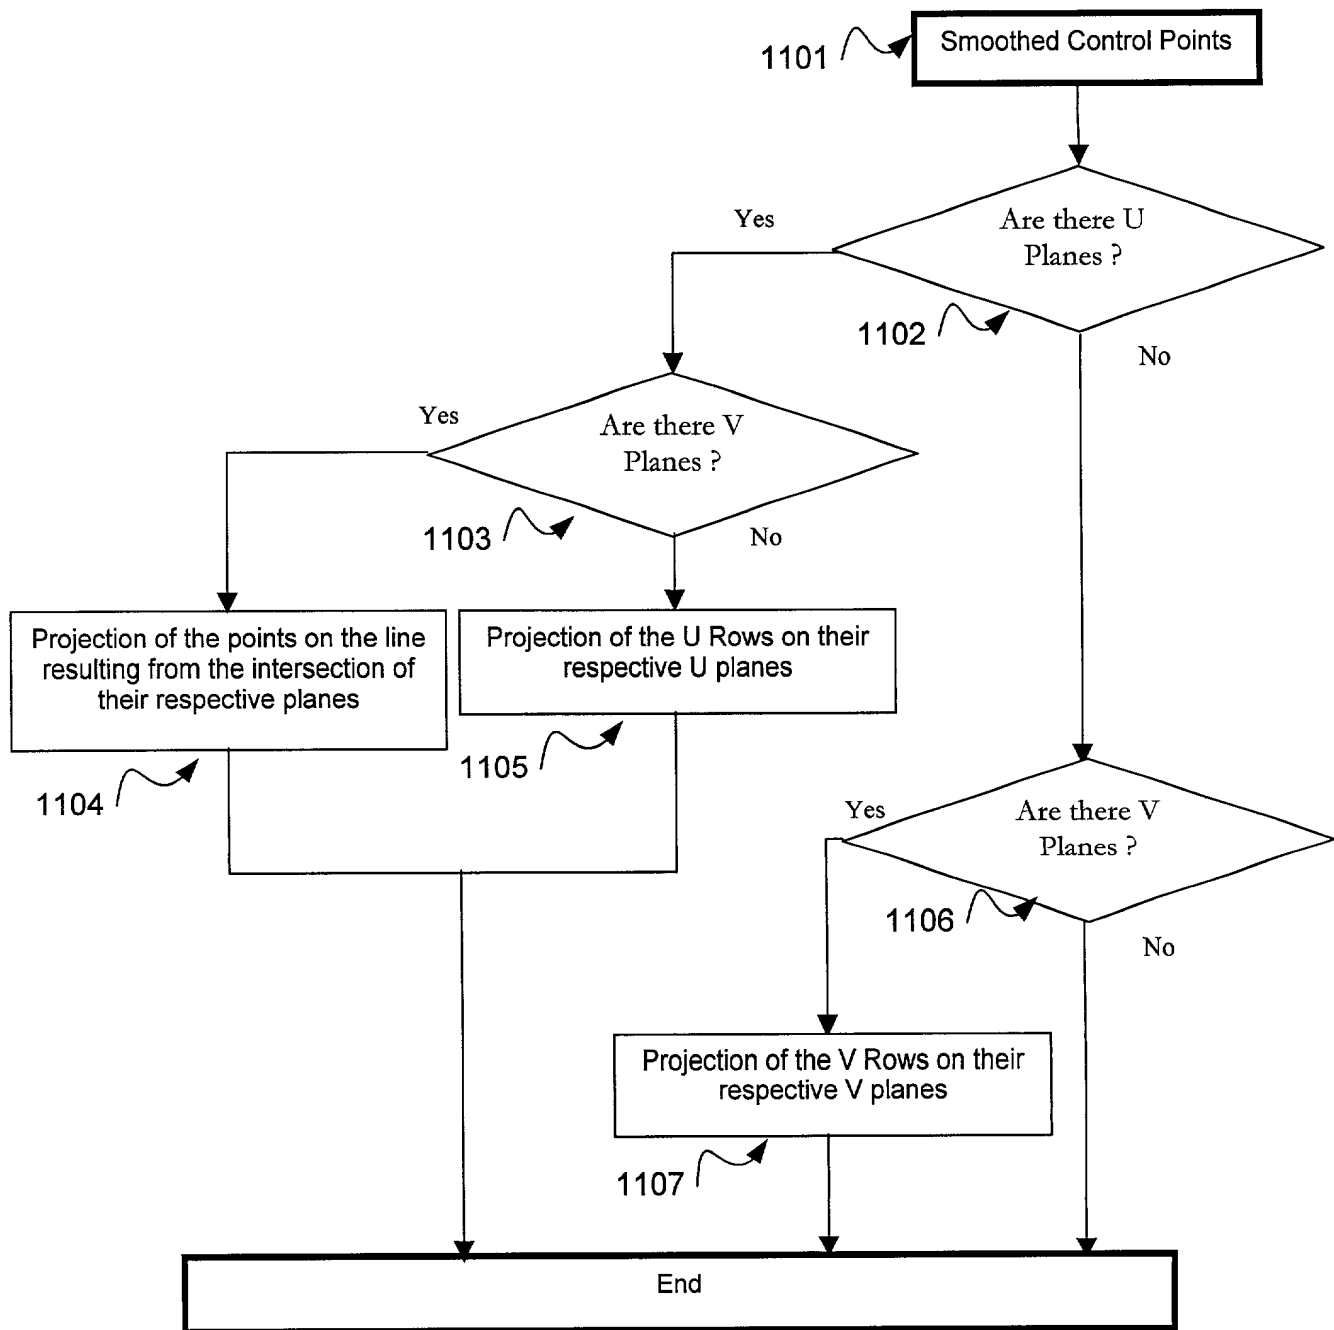 1101
Smoothed Control Points
Yes
Are there U
Planes ?
1102
No
Yes
Are there V
Planes ?
1103
No
Projection of the points on the line
resulting from the intersection of
their respective planes
Projection of the U Rows on their
respective U planes
1104
1105
Yes
Are there V
Planes ?
1106
No
Projection of the V Rows on their
respective V planes
1107
End